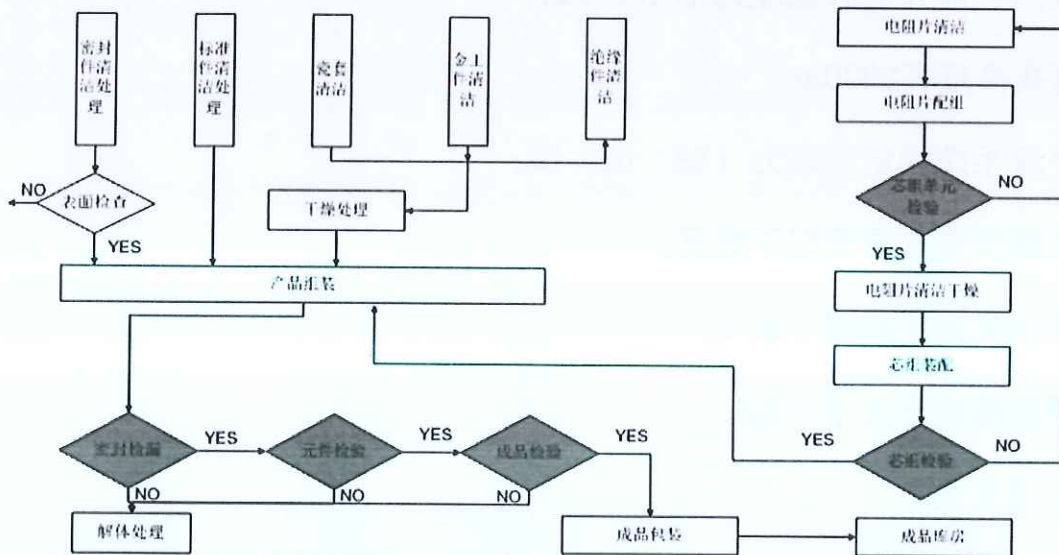 密封件清洁处理
标准件清洁处理
瓷套清洁
金工件清洁
绝缘件清洁
电阻片清洁
电阻片配组
芯组单元
检验
NO
NO
表面检查
干燥处理
YES
YES
产品组装
电阻片清洁干燥
芯组装配
密封检漏
YES
元件检验
YES
成品检验
YES
YES
芯组检验
NO
NO
NO
NO
解体处理
成品包装
成品库房